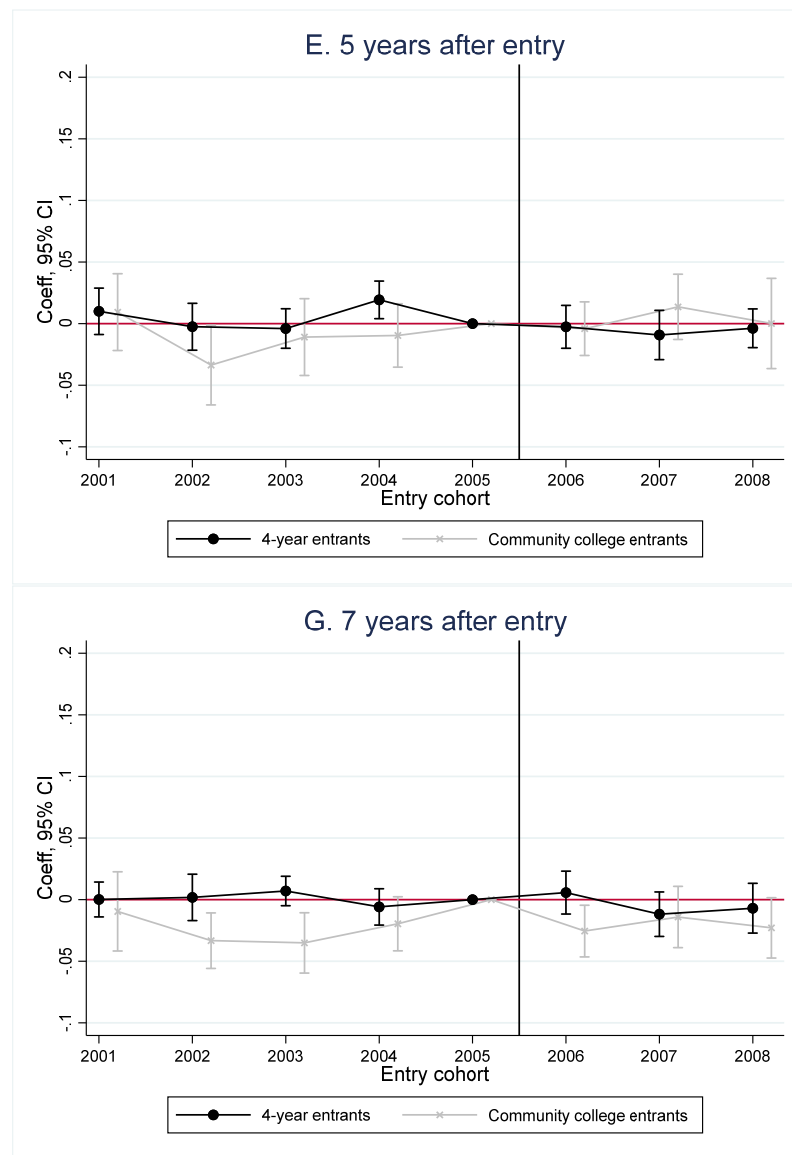 E. 5 years after entry
Coeff, 95% CI
.2
.15
.1
.05
0
-.05
-.1
2001 2002 2003 2004 2005 2006 2007 2008
Entry cohort
4-year entrants Community college entrants
G. 7 years after entry
Coeff, 95% CI
.2
.15
.1
.05
0
-.05
-.1
2001 2002 2003 2004 2005 2006 2007 2008
Entry cohort
4-year entrants Community college entrants